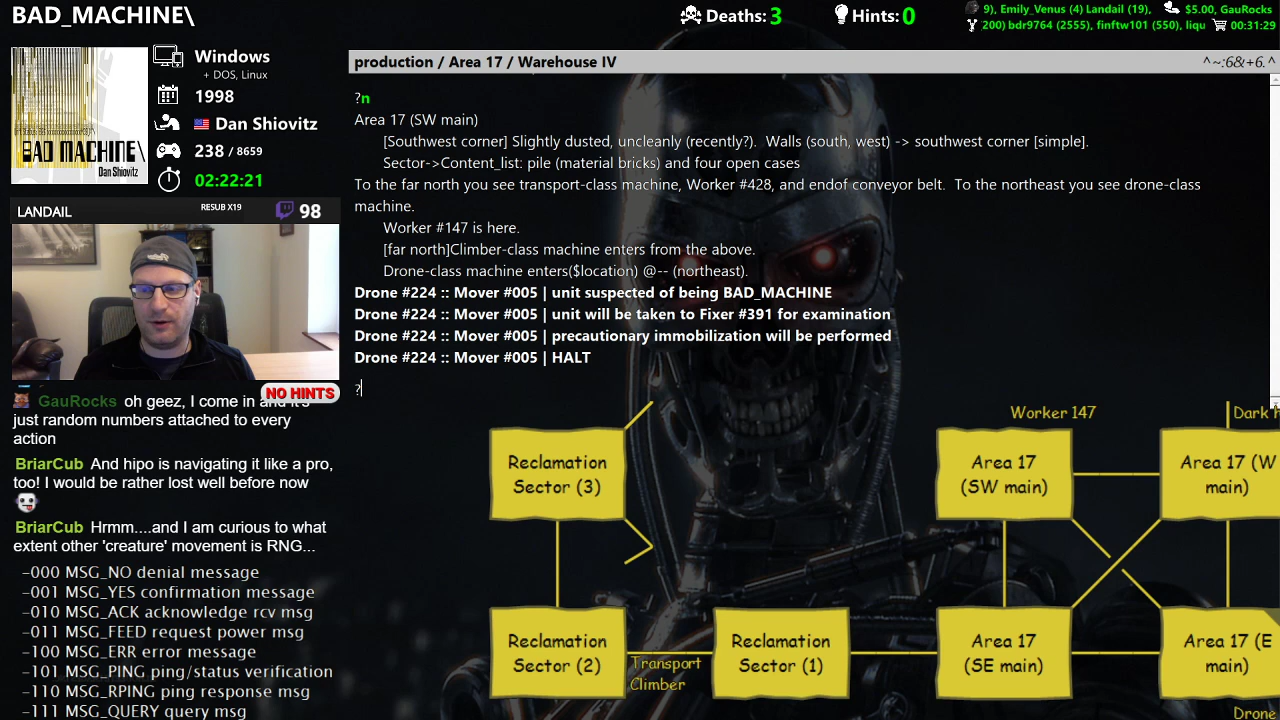 BAD_MACHINE\
Deaths: 3
Hints: 0
9), Emily_Venus (4) Landail (19),
$5.00, GauRocks
200) bdr9764 (2555), finftw101 (550), liqu
00:31:29
BAD MACHINE\
Dan Shiovitz
Windows
+ DOS, Linux
1998
Dan Shiovitz
238 / 8659
02:22:21
LANDAIL
RESUB X19
98
NO HINTS
GauRocks oh geez, I come in and it's
just random numbers attached to every
action
BriarCub And hipo is navigating it like a pro,
too! I would be rather lost well before now
BriarCub Hrmm....and I am curious to what
extent other 'creature' movement is RNG...
-000 MSG_NO denial message
-001 MSG_YES confirmation message
-010 MSG_ACK acknowledge rcv msg
-011 MSG_FEED request power msg
-100 MSG_ERR error message
-101 MSG_PING ping/status verification
-110 MSG_RPING ping response msg
-111 MSG_QUERY query msg
production / Area 17 / Warehouse IV
^~:6&+6.^
?n
Area 17 (SW main)
[Southwest corner] Slightly dusted, uncleanly (recently?). Walls (south, west) -> southwest corner [simple].
Sector->Content_list: pile (material bricks) and four open cases
To the far north you see transport-class machine, Worker #428, and endof conveyor belt. To the northeast you see drone-class
machine.
Worker #147 is here.
[far north]Climber-class machine enters from the above.
Drone-class machine enters($location) @-- (northeast).
Drone #224 :: Mover #005 | unit suspected of being BAD_MACHINE
Drone #224 :: Mover #005 | unit will be taken to Fixer #391 for examination
Drone #224 :: Mover #005 | precautionary immobilization will be performed
Drone #224 :: Mover #005 | HALT
?
Worker 147
Dark h
Reclamation
Sector (3)
Area 17
(SW main)
Area 17 (W
main)
Reclamation
Sector (2)
Transport
Climber
Reclamation
Sector (1)
Area 17
(SE main)
Area 17 (E
main)
Drone